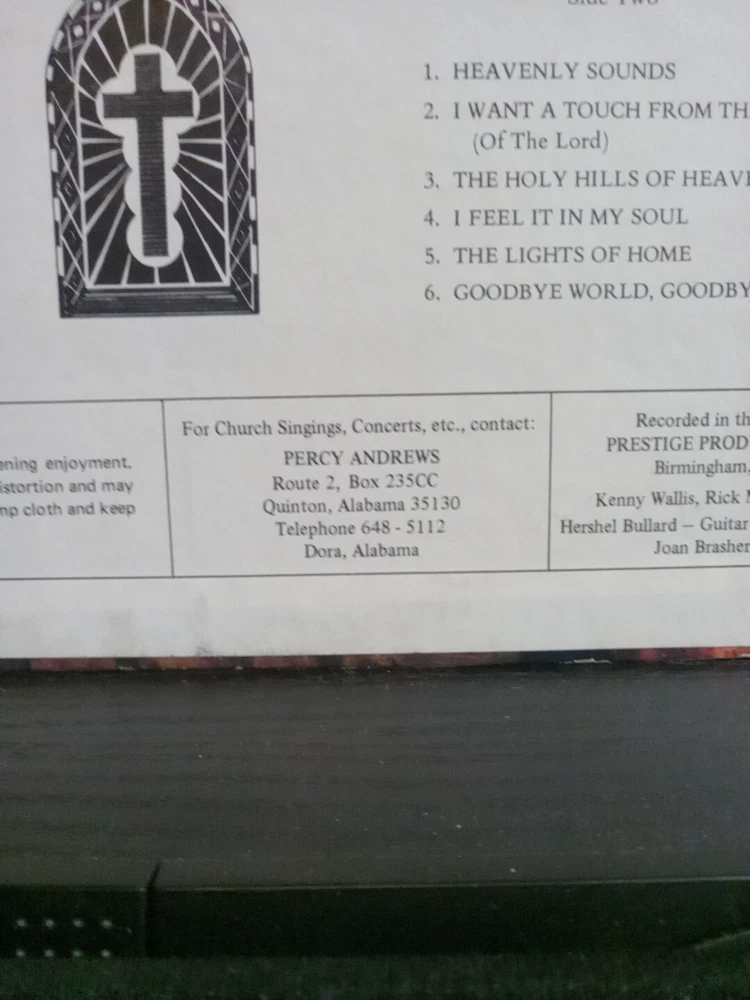 Side Two
1. HEAVENLY SOUNDS
2. I WANT A TOUCH FROM TH
(Of The Lord)
3. THE HOLY HILLS OF HEAV
4. I FEEL IT IN MY SOUL
5. THE LIGHTS OF HOME
6. GOODBYE WORLD, GOODBY
ening enjoyment.
istortion and may
mp cloth and keep
For Church Singings, Concerts, etc., contact:
PERCY ANDREWS
Route 2, Box 235CC
Quinton, Alabama 35130
Telephone 648 - 5112
Dora, Alabama
Recorded in th
PRESTIGE PROD
Birmingham,
Kenny Wallis, Rick M
Hershel Bullard — Guitar
Joan Brasher